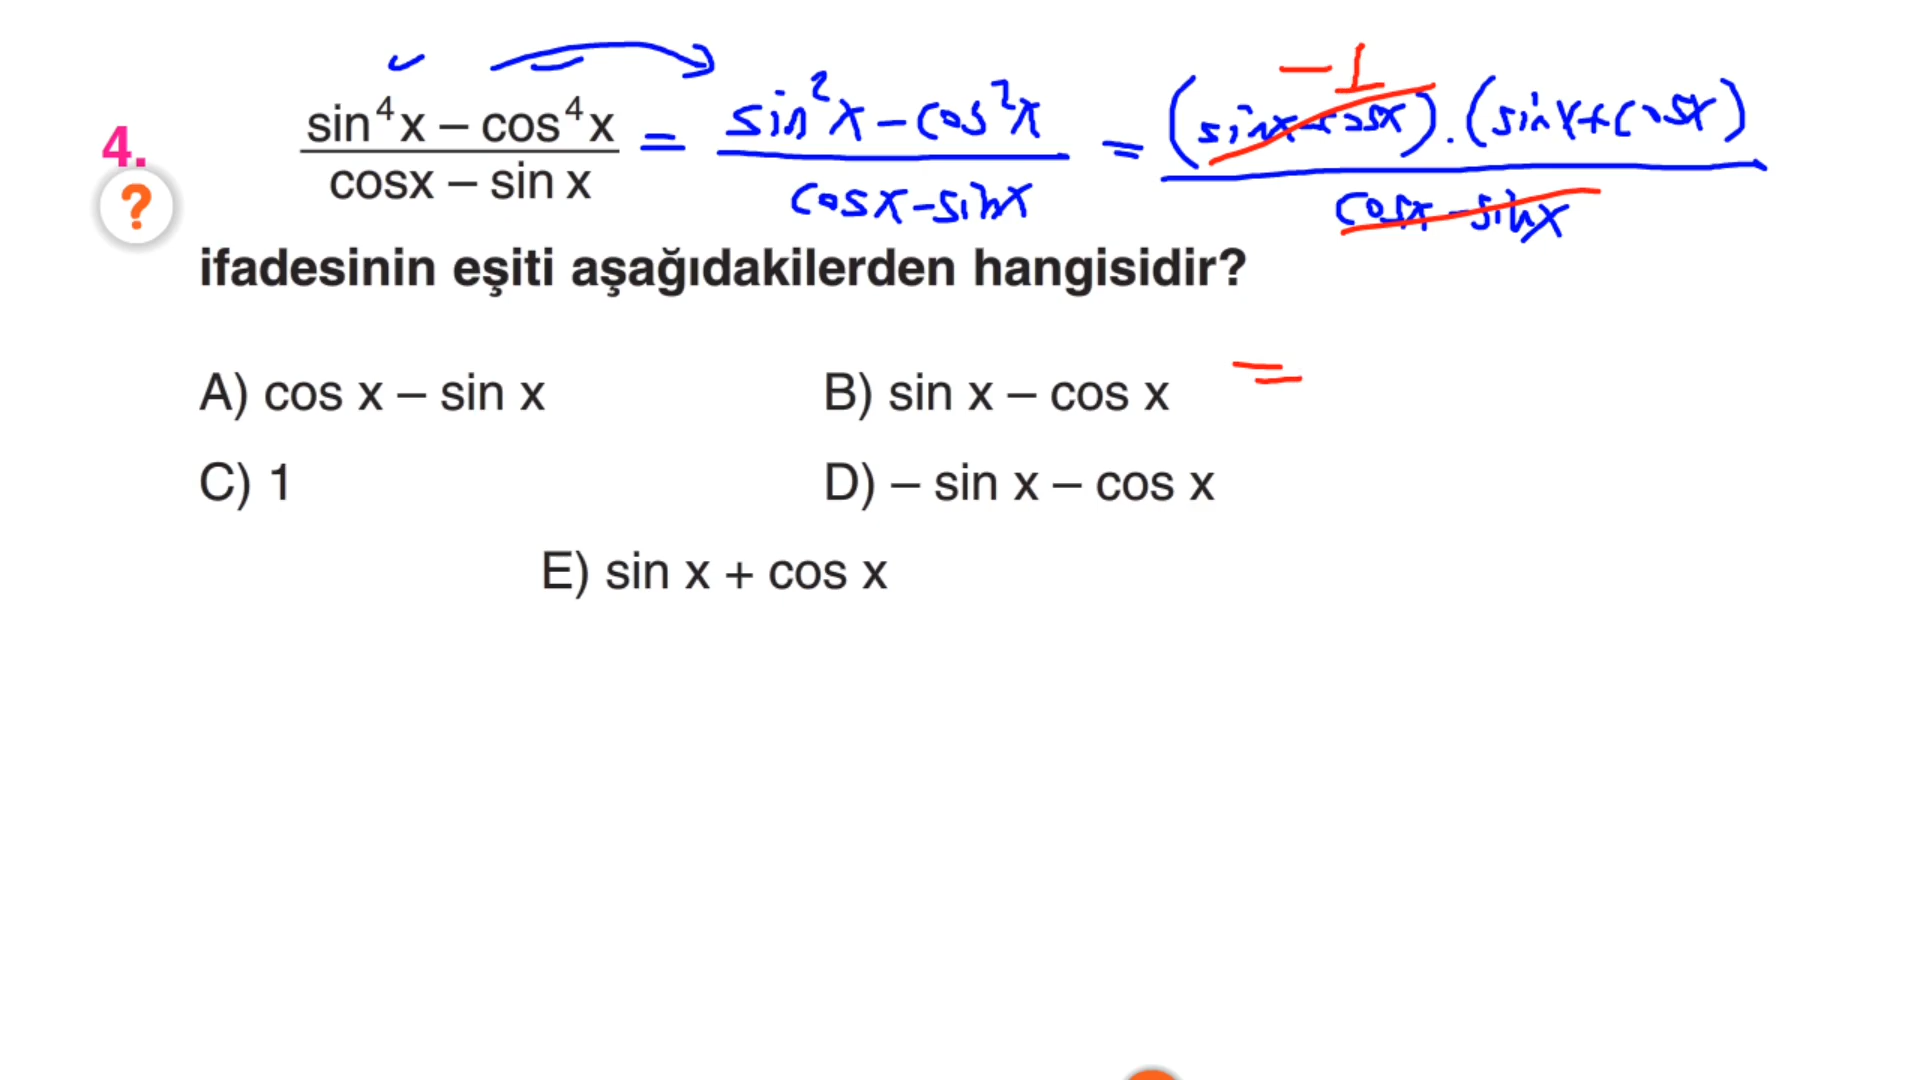 4. sin⁴x – cos⁴x / cosx – sin x = sin²x – cos²x / cosx – sinx = (sinx – cosx).(sinx + cosx) / cosx – sinx
–1
?
ifadesinin eşiti aşağıdakilerden hangisidir?
A) cos x – sin x B) sin x – cos x =
C) 1 D) – sin x – cos x
E) sin x + cos x